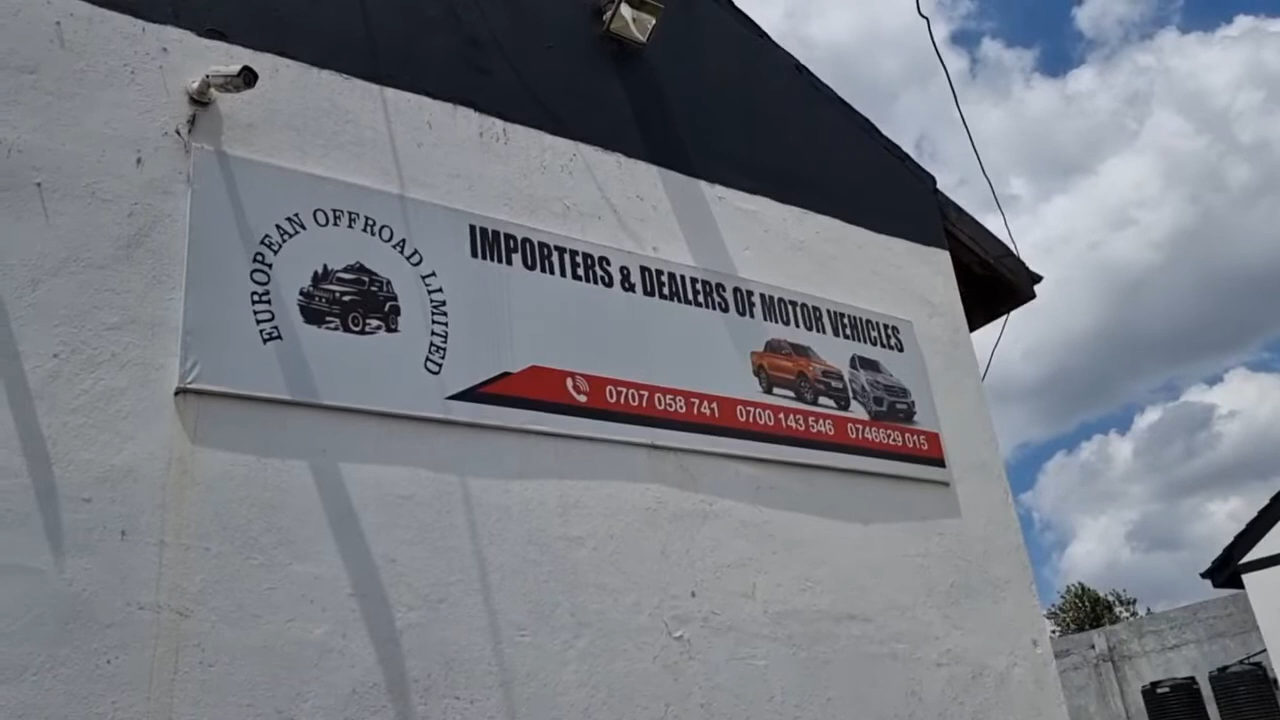 EUROPEAN OFFROAD LIMITED
IMPORTERS & DEALERS OF MOTOR VEHICLES
0707 058 741 0700 143 546 0746629 015